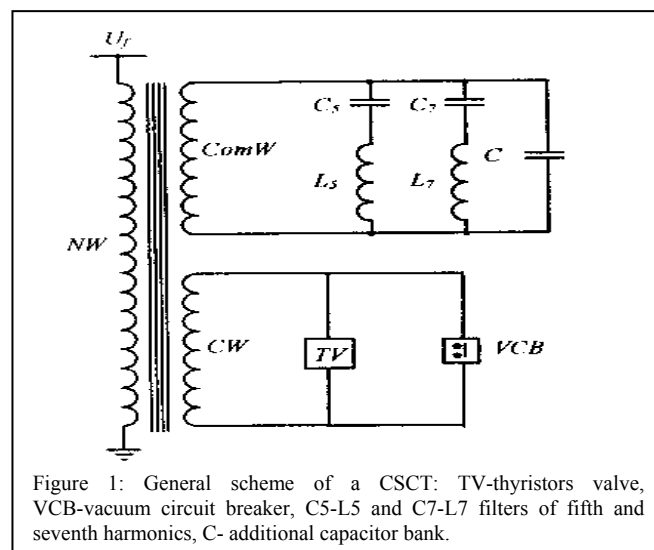 U_f
C_5
C_7
ComW
C
L_5
L_7
NW
CW
TV
VCB
Figure 1: General scheme of a CSCT: TV-thyristors valve,
VCB-vacuum circuit breaker, C5-L5 and C7-L7 filters of fifth and
seventh harmonics, C- additional capacitor bank.